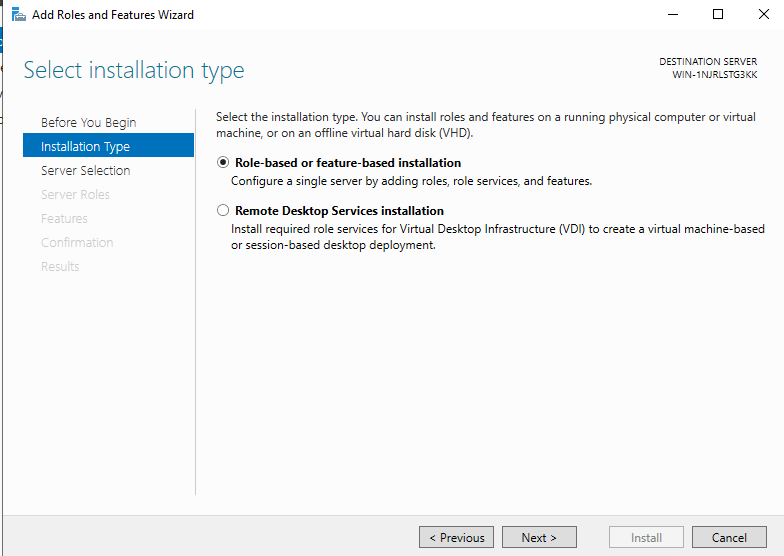 Add Roles and Features Wizard
Select installation type
DESTINATION SERVER
WIN-1NJRLSTG3KK
Before You Begin
Installation Type
Server Selection
Server Roles
Features
Confirmation
Results
Select the installation type. You can install roles and features on a running physical computer or virtual
machine, or on an offline virtual hard disk (VHD).
Role-based or feature-based installation
Configure a single server by adding roles, role services, and features.
Remote Desktop Services installation
Install required role services for Virtual Desktop Infrastructure (VDI) to create a virtual machine-based
or session-based desktop deployment.
< Previous
Next >
Install
Cancel